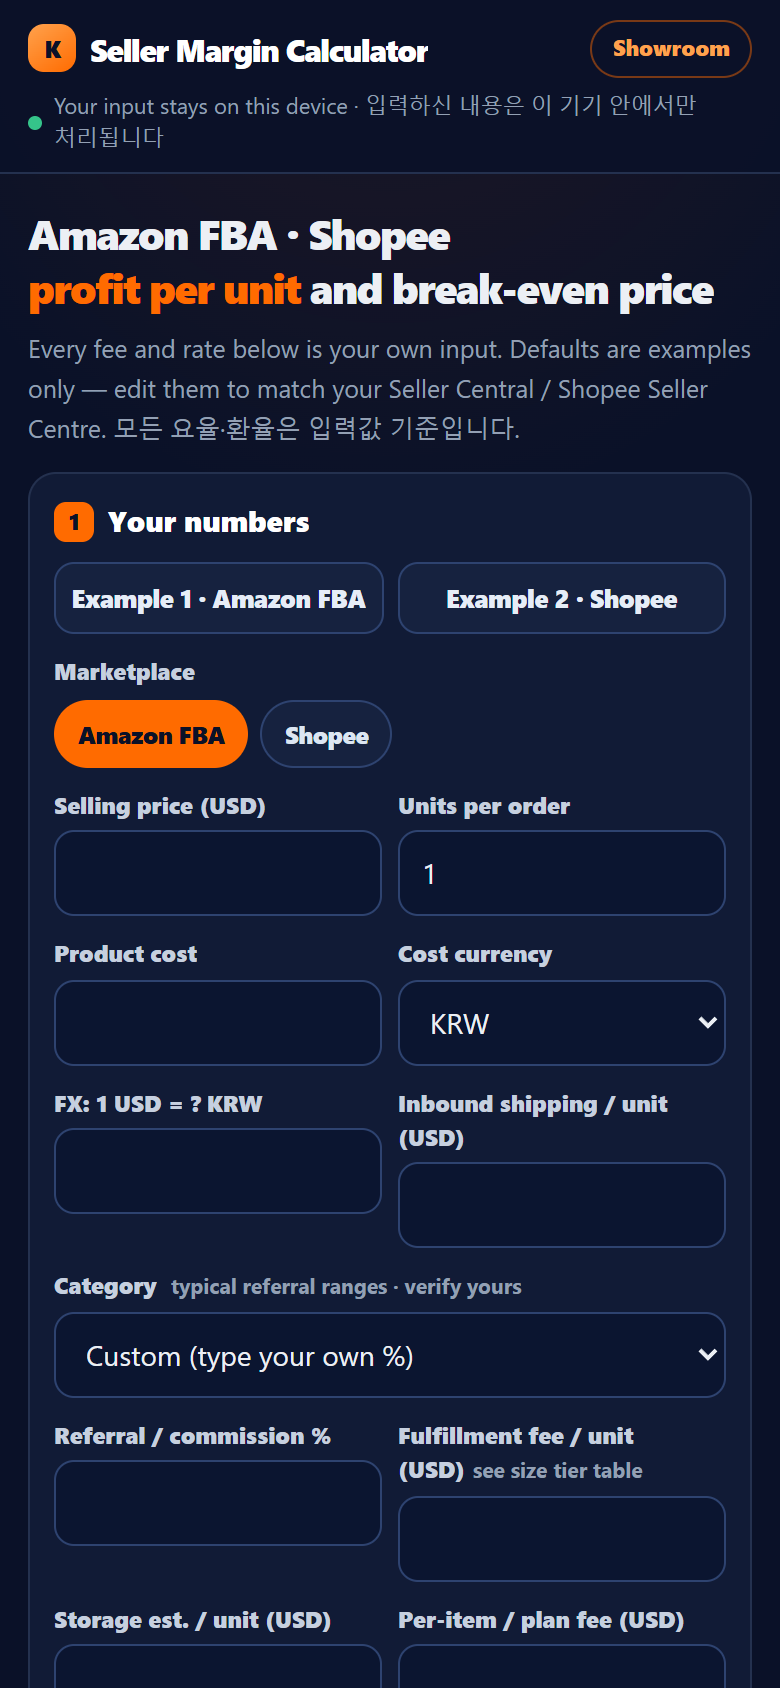 K Seller Margin Calculator Showroom
Your input stays on this device · 입력하신 내용은 이 기기 안에서만
처리됩니다
Amazon FBA · Shopee
profit per unit and break-even price
Every fee and rate below is your own input. Defaults are examples
only — edit them to match your Seller Central / Shopee Seller
Centre. 모든 요율·환율은 입력값 기준입니다.
1 Your numbers
Example 1 · Amazon FBA Example 2 · Shopee
Marketplace
Amazon FBA Shopee
Selling price (USD) Units per order
1
Product cost Cost currency
KRW
FX: 1 USD = ? KRW Inbound shipping / unit
(USD)
Category typical referral ranges · verify yours
Custom (type your own %)
Referral / commission % Fulfillment fee / unit
(USD) see size tier table
Storage est. / unit (USD) Per-item / plan fee (USD)